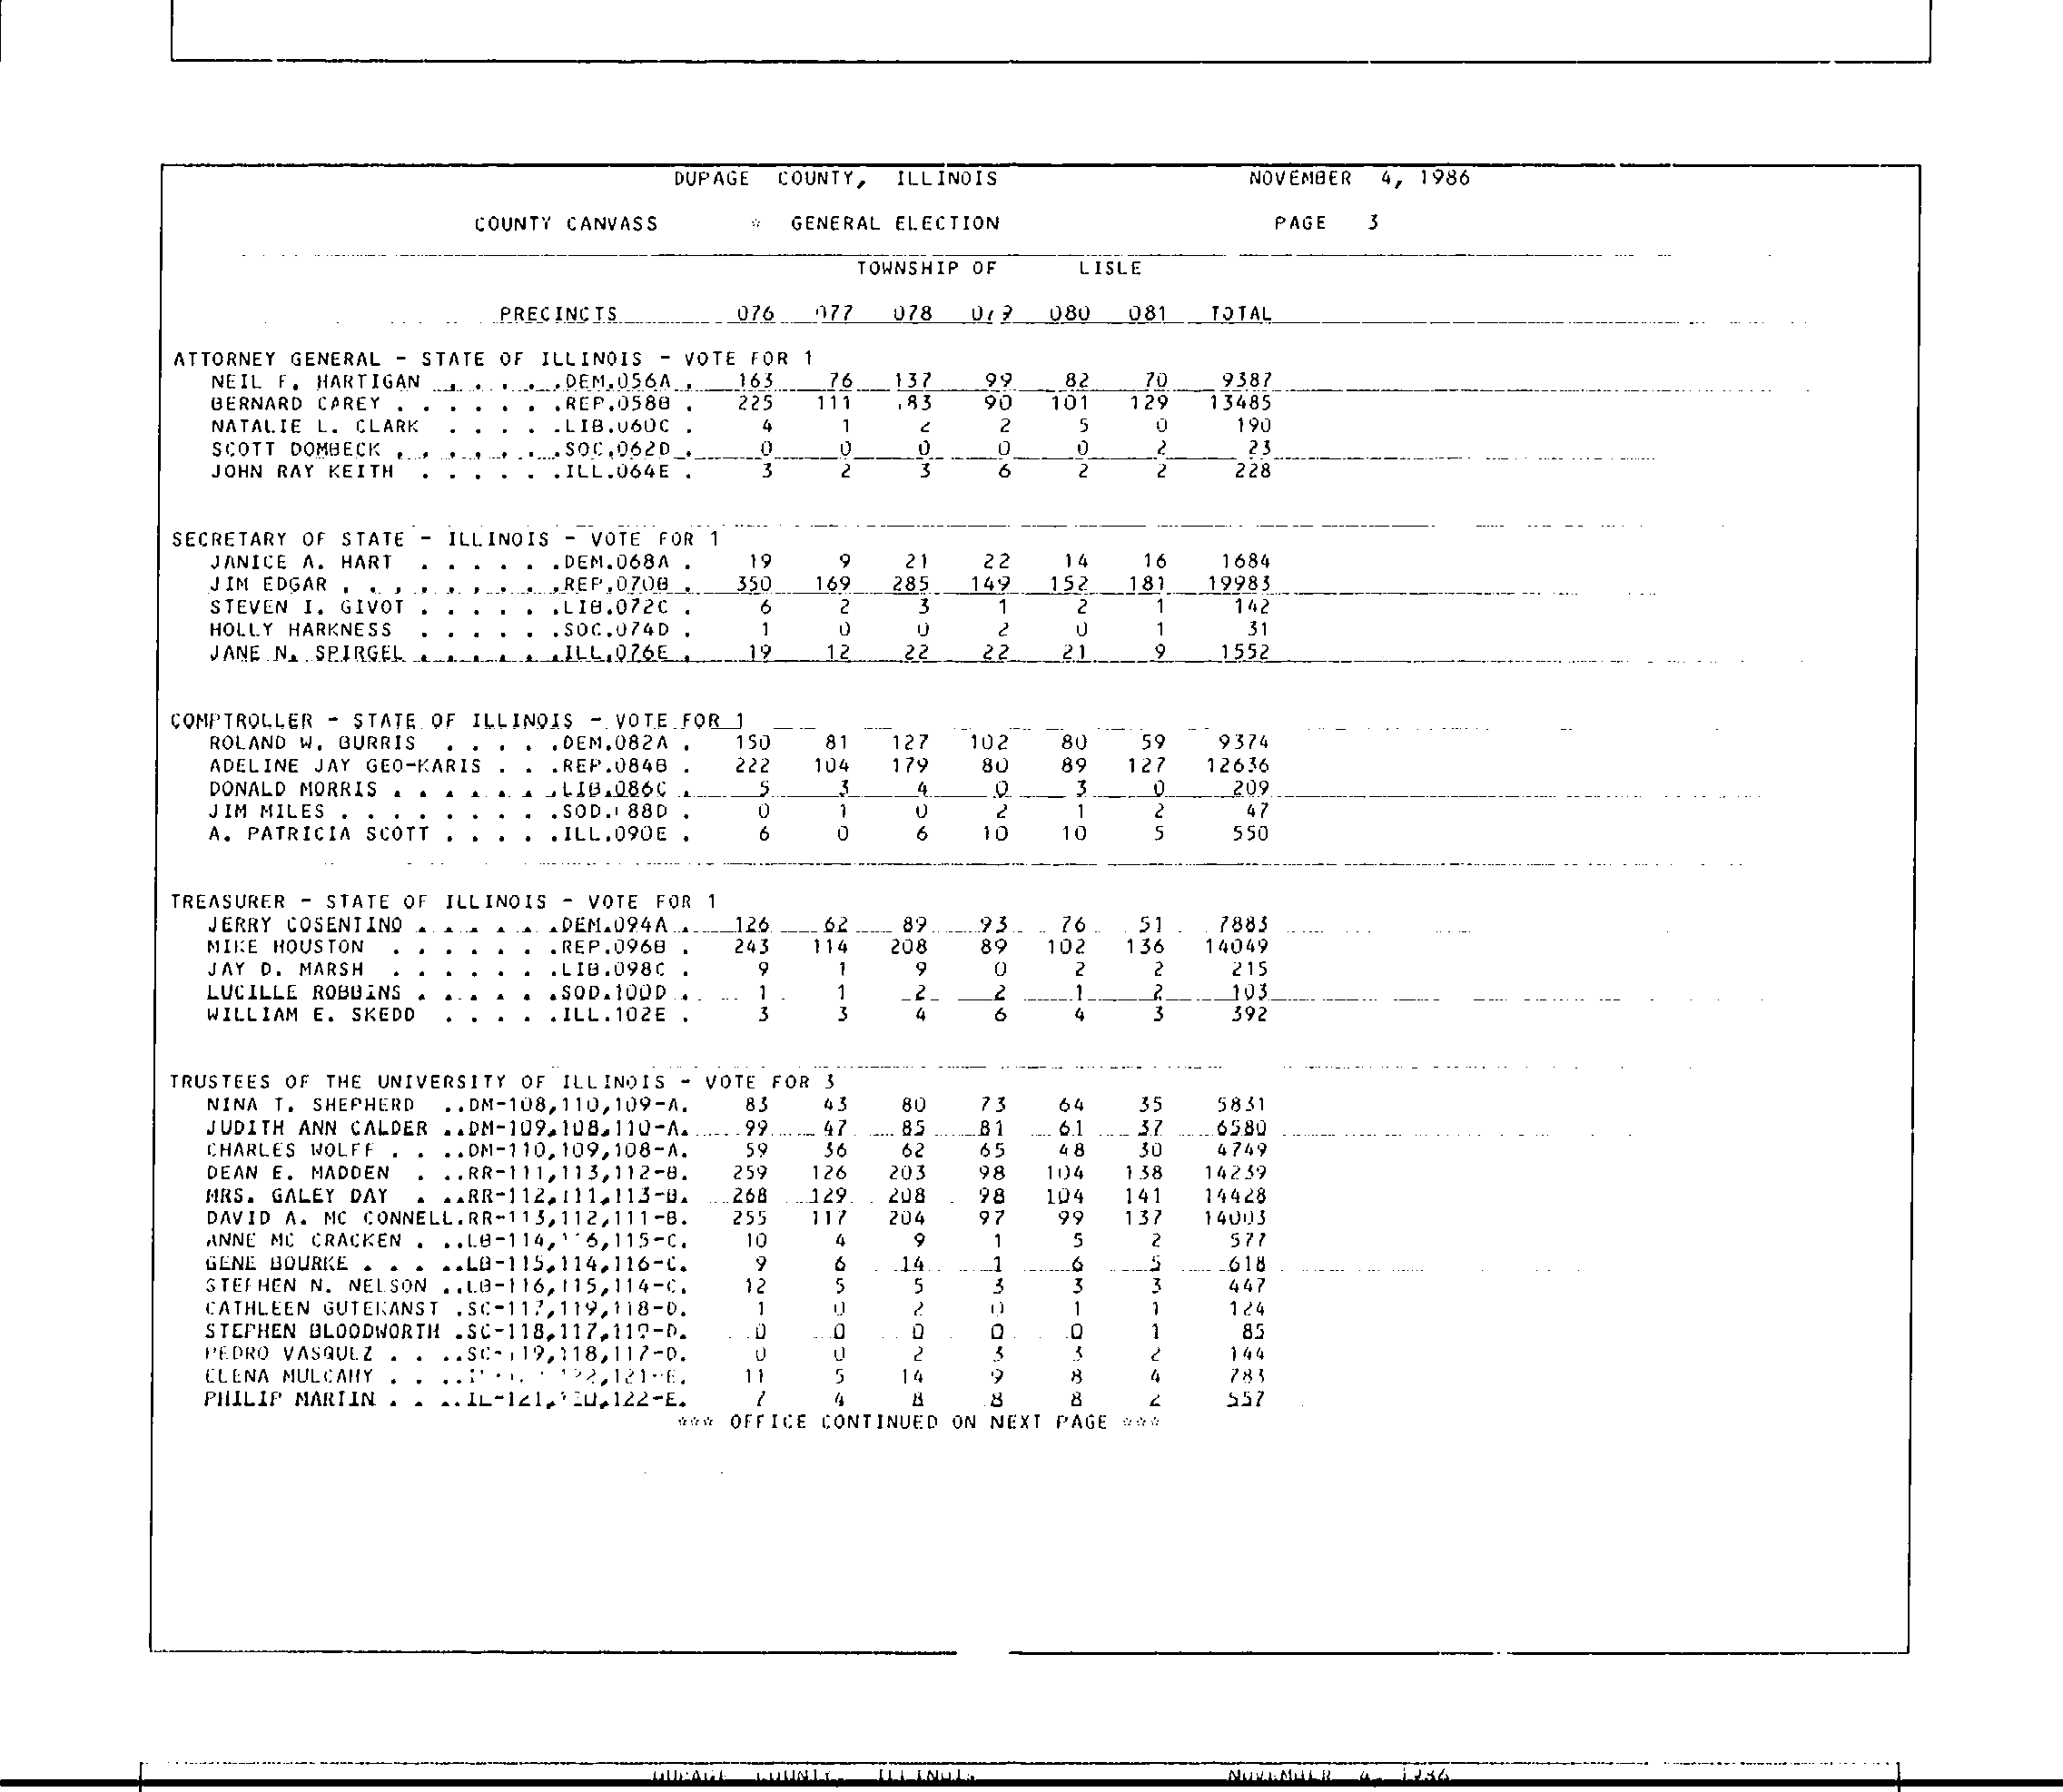 DUPAGE COUNTY, ILLINOIS NOVEMBER 4, 1986
COUNTY CANVASS * GENERAL ELECTION PAGE 3
TOWNSHIP OF LISLE
PRECINCTS 076 077 078 079 080 081 TOTAL
ATTORNEY GENERAL - STATE OF ILLINOIS - VOTE FOR 1
NEIL F. HARTIGAN . . . . . .DEM.056A . 163 76 137 99 82 70 9387
BERNARD CAREY . . . . . . .REP.058B . 225 111 83 90 101 129 13485
NATALIE L. CLARK . . . . .LIB.060C . 4 1 2 2 5 0 190
SCOTT DOMBECK . . . . . . .SOC.062D . 0 0 0 0 0 2 23
JOHN RAY KEITH . . . . . .ILL.064E . 3 2 3 6 2 2 228
SECRETARY OF STATE - ILLINOIS - VOTE FOR 1
JANICE A. HART . . . . . .DEM.068A . 19 9 21 22 14 16 1684
JIM EDGAR . . . . . . . . .REP.070B . 350 169 285 149 152 181 19983
STEVEN I. GIVOT . . . . . .LIB.072C . 6 2 3 1 2 1 142
HOLLY HARKNESS . . . . . .SOC.074D . 1 0 0 2 0 1 31
JANE N. SPIRGEL . . . . . .ILL.076E . 19 12 22 22 21 9 1552
COMPTROLLER - STATE OF ILLINOIS - VOTE FOR 1
ROLAND W. BURRIS . . . . .DEM.082A . 150 81 127 102 80 59 9374
ADELINE JAY GEO-KARIS . . .REP.084B . 222 104 179 80 89 127 12636
DONALD MORRIS . . . . . . .LIB.086C . 5 3 4 0 3 0 209
JIM MILES . . . . . . . . .SOD. 88D . 0 1 0 2 1 2 47
A. PATRICIA SCOTT . . . . .ILL.090E . 6 0 6 10 10 5 550
TREASURER - STATE OF ILLINOIS - VOTE FOR 1
JERRY COSENTINO . . . . . .DEM.094A . 126 62 89 93 76 51 7883
MIKE HOUSTON . . . . . . .REP.096B . 243 114 208 89 102 136 14049
JAY D. MARSH . . . . . . .LIB.098C . 9 1 9 0 2 2 215
LUCILLE ROBBINS . . . . . .SOD.100D . 1 1 2 2 1 2 103
WILLIAM E. SKEDD . . . . .ILL.102E . 3 3 4 6 4 3 392
TRUSTEES OF THE UNIVERSITY OF ILLINOIS - VOTE FOR 3
NINA T. SHEPHERD ..DM-108,110,109-A. 83 43 80 73 64 35 5831
JUDITH ANN CALDER ..DM-109,108,110-A. 99 47 85 81 61 37 6580
CHARLES WOLFF . . ..DM-110,109,108-A. 59 36 62 65 48 30 4749
DEAN E. MADDEN . ..RR-111,113,112-B. 259 126 203 98 104 138 14239
MRS. GALEY DAY . ..RR-112,111,113-B. 268 129 208 98 104 141 14428
DAVID A. MC CONNELL.RR-113,112,111-B. 255 117 204 97 99 137 14003
ANNE MC CRACKEN . ..LB-114,116,115-C. 10 4 9 1 5 2 577
GENE BOURKE . . . ..LB-115,114,116-C. 9 6 14 1 6 5 618
STEPHEN N. NELSON ..LB-116,115,114-C. 12 5 5 3 3 3 447
CATHLEEN GUTEKANST .SC-117,119,118-D. 1 0 2 0 1 1 124
STEPHEN BLOODWORTH .SC-118,117,119-D. 0 0 0 0 0 1 85
PEDRO VASQUEZ . . ..SC-119,118,117-D. 0 0 2 3 3 2 144
ELENA MULCAHY . . .. 122,121-E. 11 5 14 9 8 4 783
PHILIP MARTIN . . ..IL-121,120,122-E. 7 4 8 8 8 2 557
*** OFFICE CONTINUED ON NEXT PAGE ***
DUPAGE COUNTY, ILLINOIS NOVEMBER 4, 1986